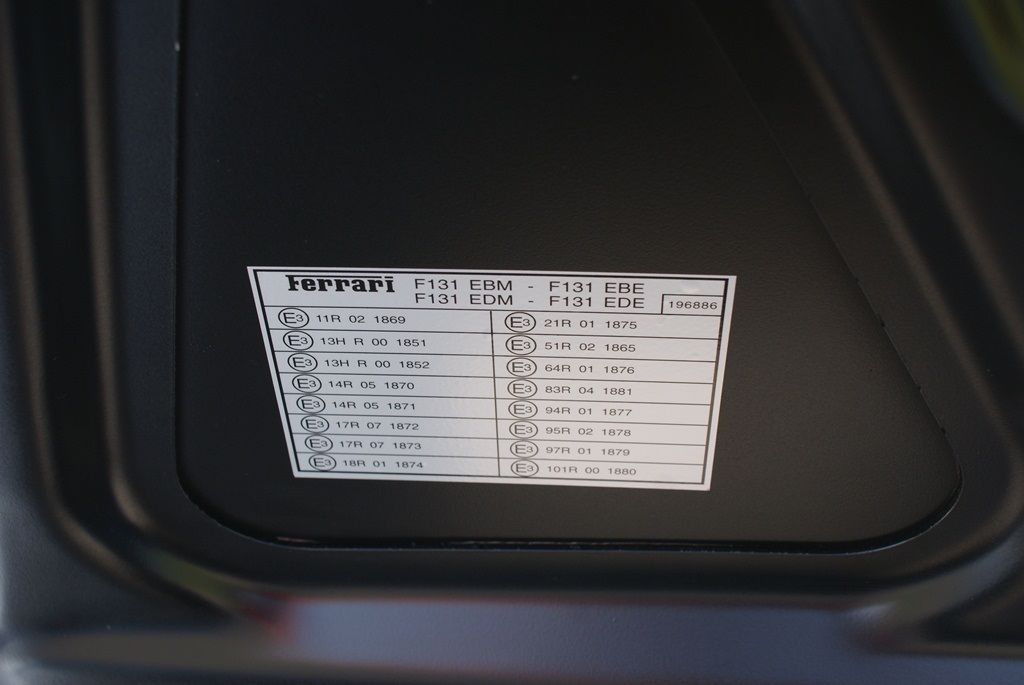 Ferrari F131 EBM - F131 EBE
F131 EDM - F131 EDE 196886
E3 11R 02 1869
E3 13H R 00 1851
E3 13H R 00 1852
E3 14R 05 1870
E3 14R 05 1871
E3 17R 07 1872
E3 17R 07 1873
E3 18R 01 1874
E3 21R 01 1875
E3 51R 02 1865
E3 64R 01 1876
E3 83R 04 1881
E3 94R 01 1877
E3 95R 02 1878
E3 97R 01 1879
E3 101R 00 1880